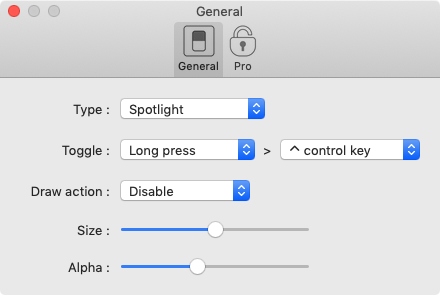 General
General Pro
Type : Spotlight
Toggle : Long press > ^ control key
Draw action : Disable
Size :
Alpha :